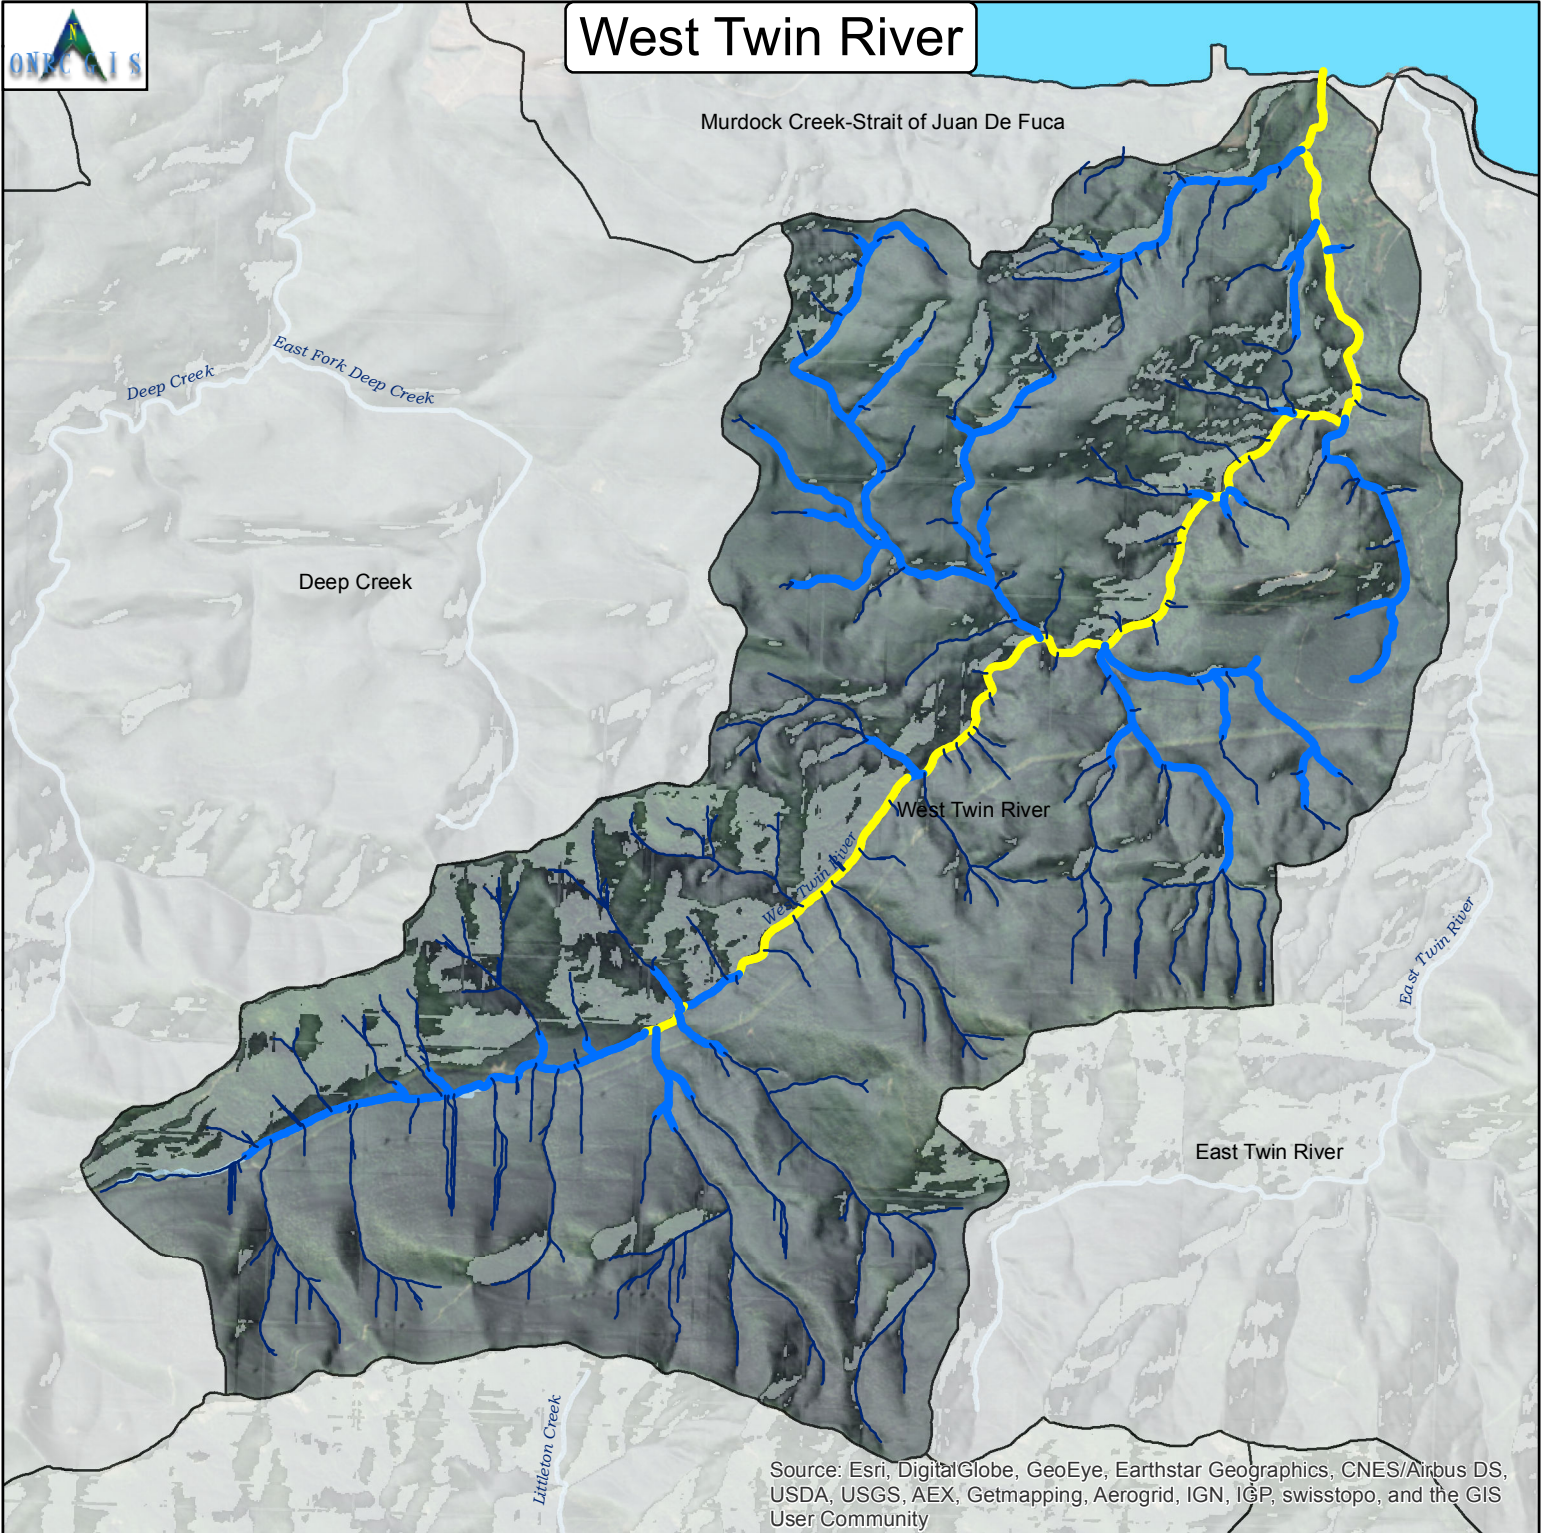 N
ONRC GIS
West Twin River
Murdock Creek-Strait of Juan De Fuca
East Fork Deep Creek
Deep Creek
Deep Creek
West Twin River
West Twin River
East Twin River
East Twin River
Littleton Creek
Source: Esri, DigitalGlobe, GeoEye, Earthstar Geographics, CNES/Airbus DS,
USDA, USGS, AEX, Getmapping, Aerogrid, IGN, IGP, swisstopo, and the GIS
User Community